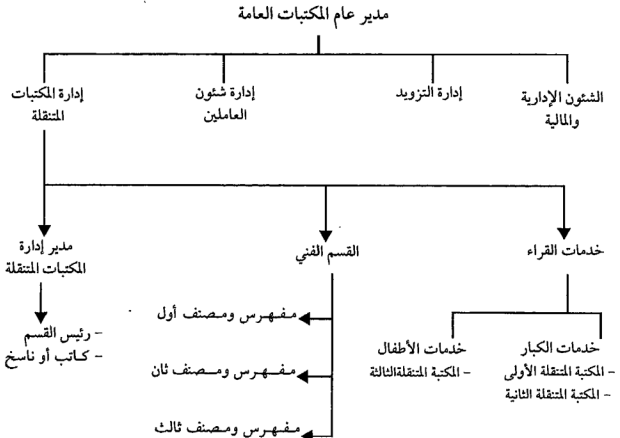 مدير عام المكتبات العامة
الشئون الإدارية
والمالية
إدارة التزويد
إدارة شئون
العاملين
إدارة المكتبات
المتنقلة
خدمات القراء
القسم الفني
مدير إدارة
المكتبات المتنقلة
خدمات الكبار
– المكتبة المتنقلة الأولى
– المكتبة المتنقلة الثانية
خدمات الأطفال
– المكتبة المتنقلة الثالثة
مفهرس ومصنف أول
مفهرس ومصنف ثان
مفهرس ومصنف ثالث
– رئيس القسم
– كاتب أو ناسخ